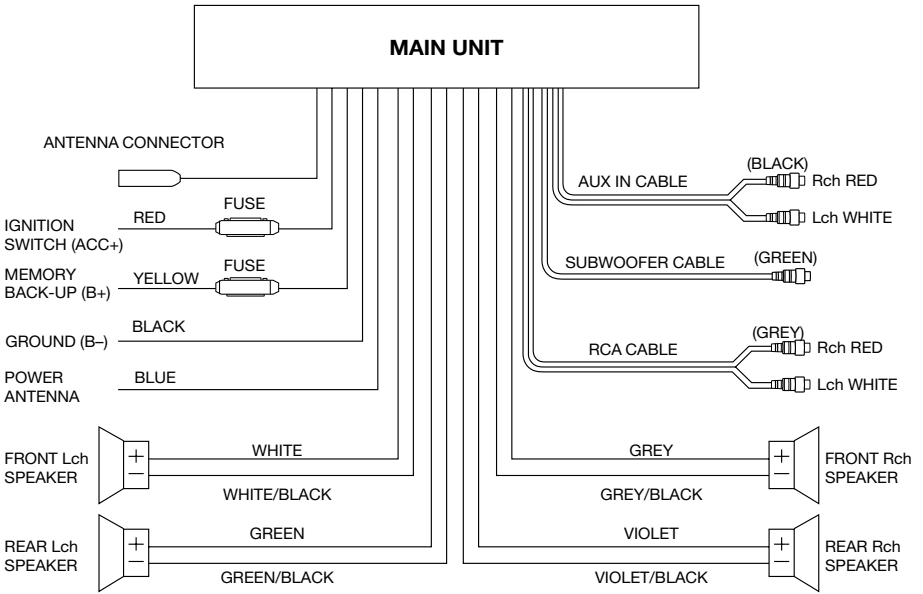 MAIN UNIT
ANTENNA CONNECTOR
IGNITION
SWITCH (ACC+)
RED
FUSE
MEMORY
BACK-UP (B+)
YELLOW
FUSE
GROUND (B–)
BLACK
POWER
ANTENNA
BLUE
FRONT Lch
SPEAKER
+
–
WHITE
WHITE/BLACK
REAR Lch
SPEAKER
+
–
GREEN
GREEN/BLACK
AUX IN CABLE
(BLACK)
Rch RED
Lch WHITE
SUBWOOFER CABLE
(GREEN)
RCA CABLE
(GREY)
Rch RED
Lch WHITE
GREY
GREY/BLACK
+
–
FRONT Rch
SPEAKER
VIOLET
VIOLET/BLACK
+
–
REAR Rch
SPEAKER